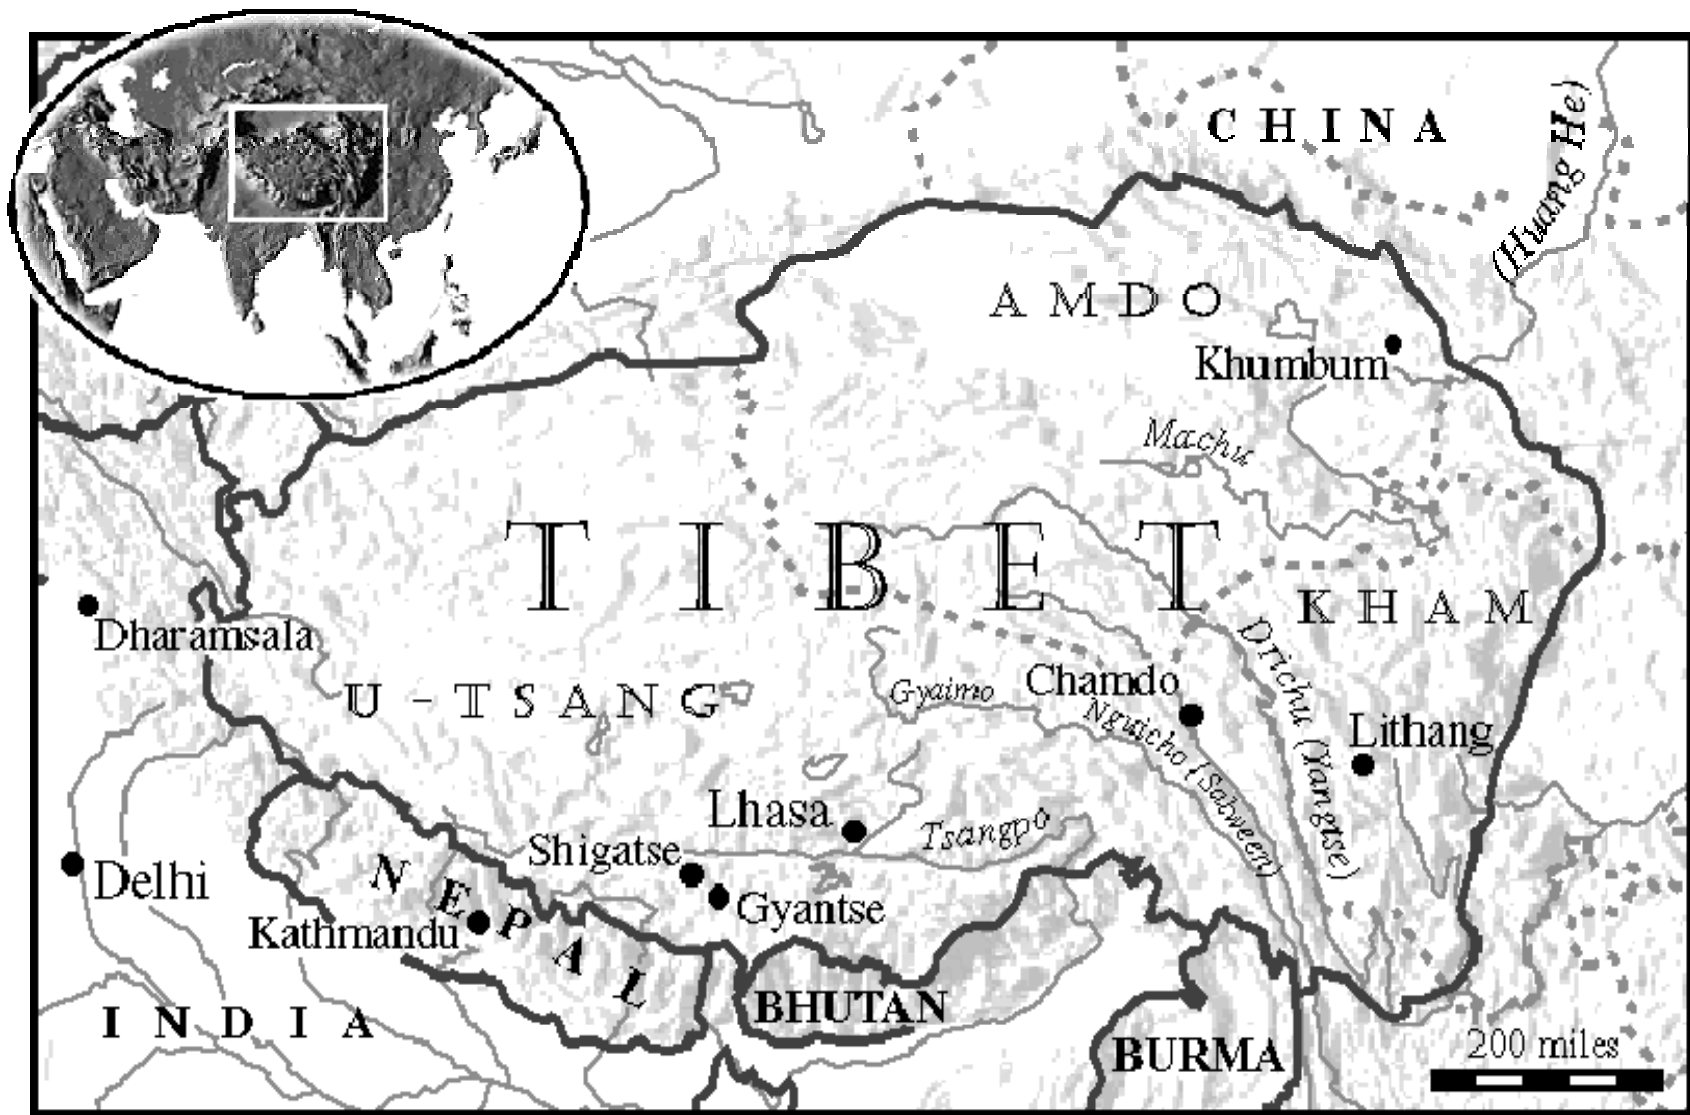 CHINA
(Huang He)
AMDO
Khumbum
Machu
TIBET
KHAM
Dharamsala
U-TSANG
Gyaimo
Nguicho (Salween)
Chamdo
Drichu (Yangtse)
Lithang
Lhasa
Tsangpo
Shigatse
Gyantse
Delhi
NEPAL
Kathmandu
INDIA
BHUTAN
BURMA
200 miles